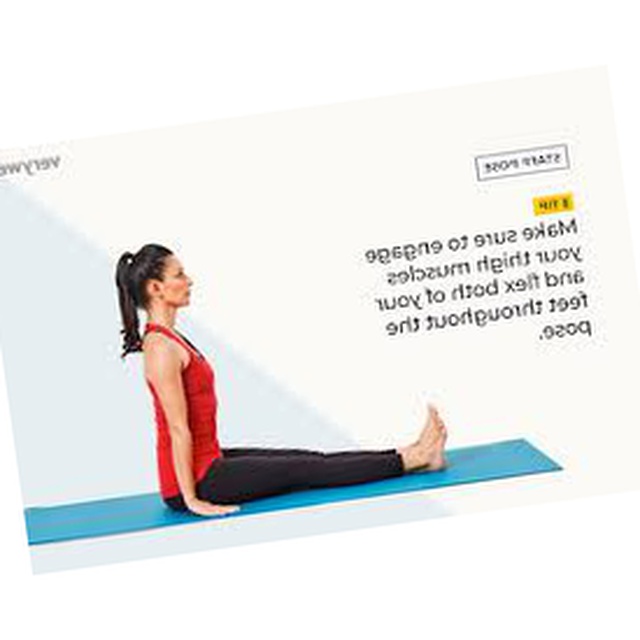 verywe
STAFF POSE
TIP
Make sure to engage
your thigh muscles
and flex both of your
feet throughout the
pose.